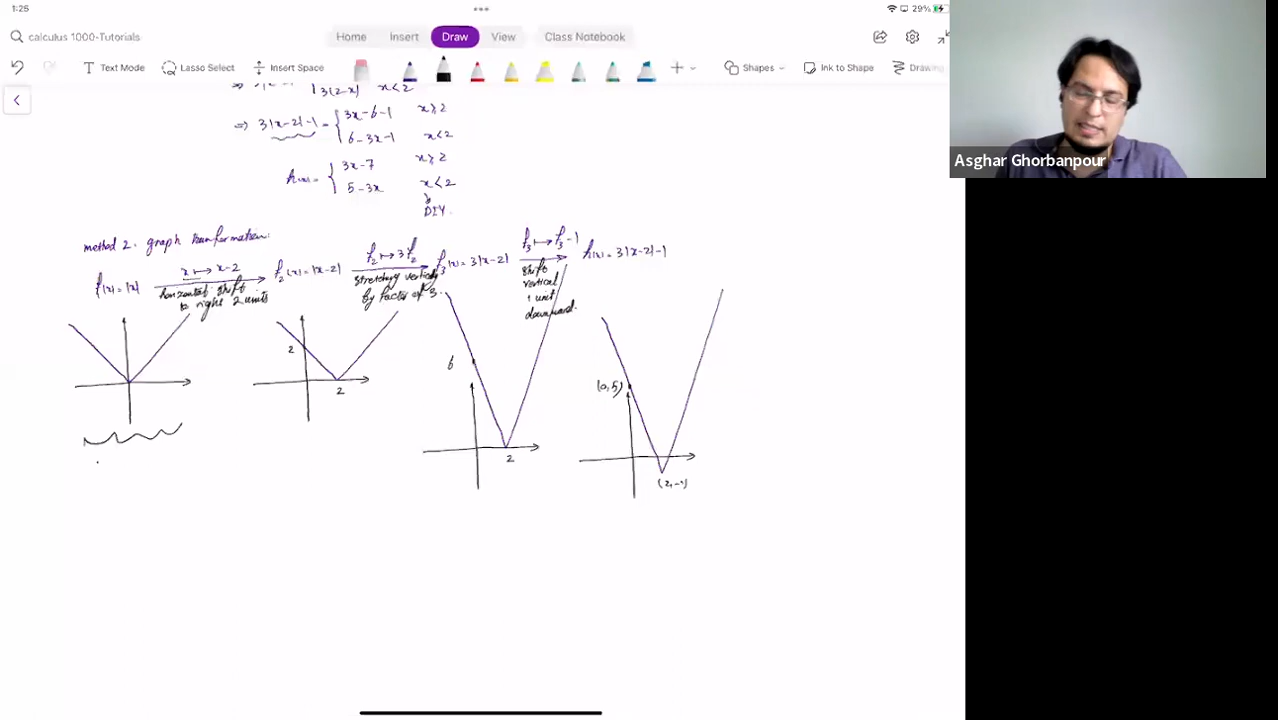 1:25
29%
calculus 1000-Tutorials
Home Insert Draw View Class Notebook
Text Mode Lasso Select Insert Space Shapes Ink to Shape Drawing
3(2-x) x<2
⇒ 3|x-2|-1 = { 3x-6-1 x≥2
6-3x-1 x<2
h(x) = { 3x-7 x≥2
5-3x x<2
DIY.
method 2. graph transformation:
f(x)=|x| x↦x-2 f₂(x)=|x-2| f₂↦3f₂ f₃(x)=3|x-2| f₃↦f₃-1 h(x)=3|x-2|-1
horizontal shift
to right 2 units
stretching vertically
by factor of 3.
shift
vertical
1 unit
downward.
2
2
6
2
(0,5)
(2,-1)
Asghar Ghorbanpour